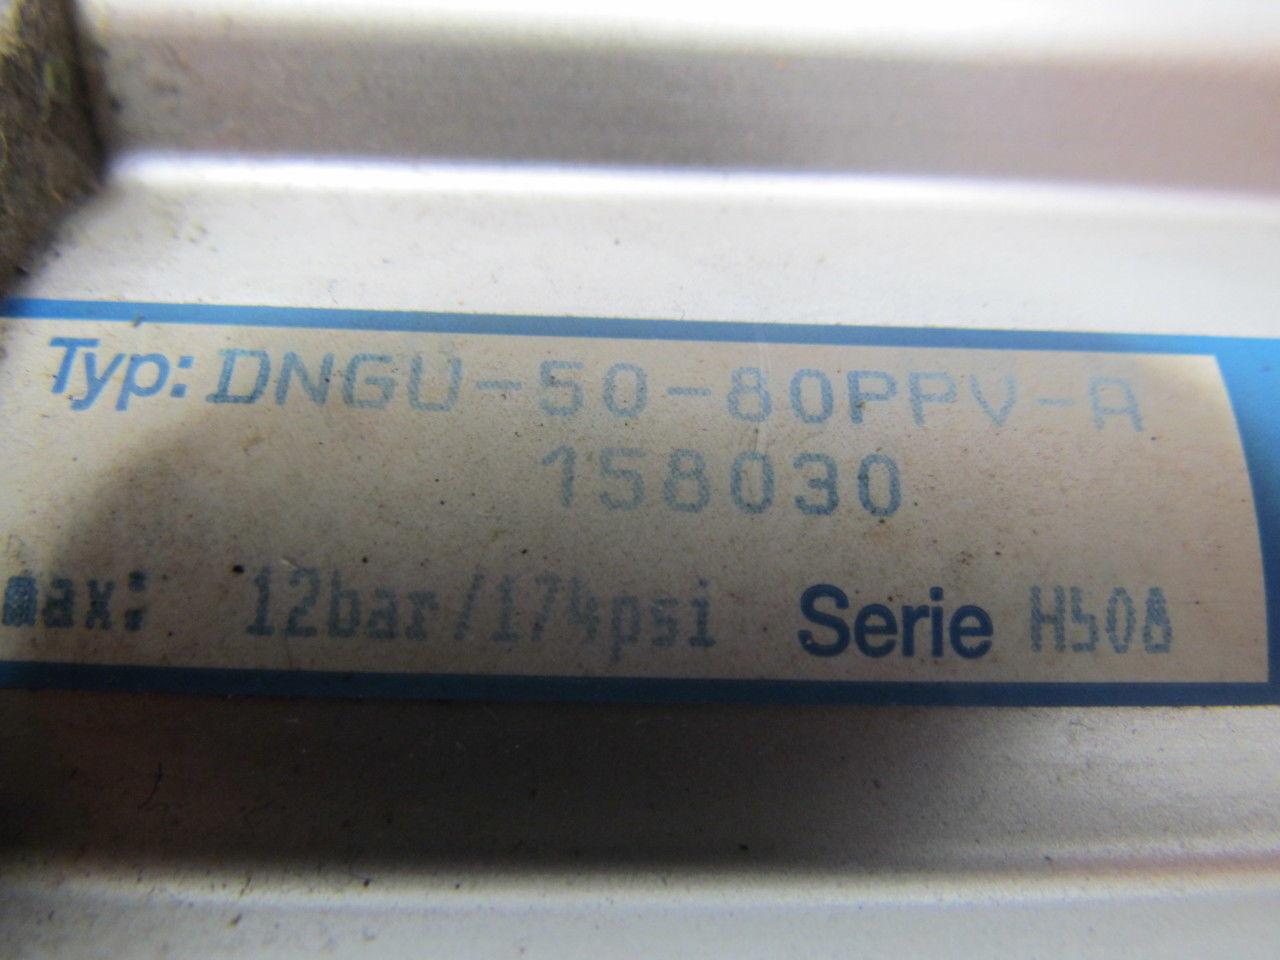 Typ: DNGU-50-80PPV-A
158030
max: 12bar/174psi Serie H508